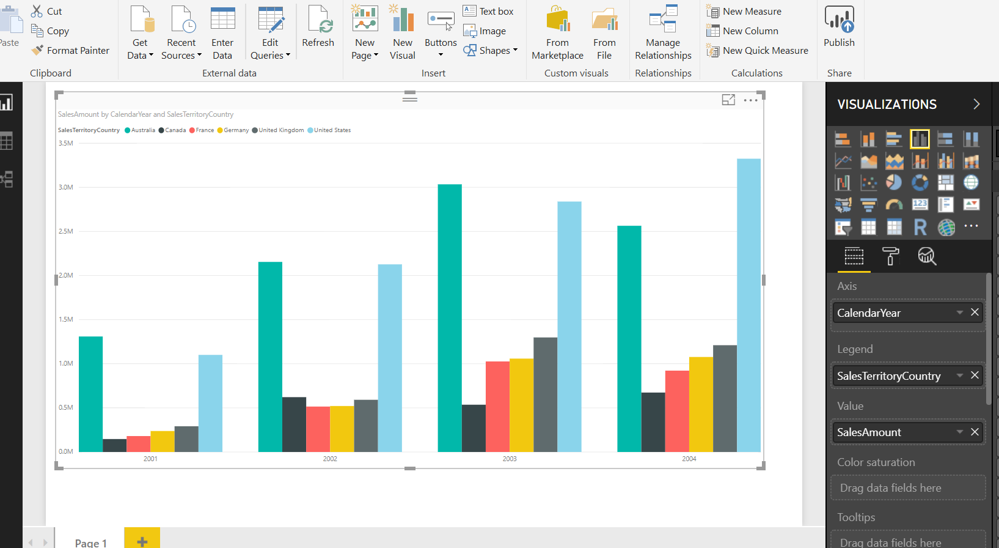 Cut
Copy
Paste
Format Painter
Clipboard
Get Data
Recent Sources
Enter Data
Edit Queries
Refresh
External data
New Page
New Visual
Buttons
Text box
Image
Shapes
Insert
From Marketplace
From File
Custom visuals
Manage Relationships
Relationships
New Measure
New Column
New Quick Measure
Calculations
Publish
Share
SalesAmount by CalendarYear and SalesTerritoryCountry
SalesTerritoryCountry Australia Canada France Germany United Kingdom United States
3.5M
3.0M
2.5M
2.0M
1.5M
1.0M
0.5M
0.0M
2001 2002 2003 2004
Page 1
VISUALIZATIONS
123
R
Axis
CalendarYear
Legend
SalesTerritoryCountry
Value
SalesAmount
Color saturation
Drag data fields here
Tooltips
Drag data fields here